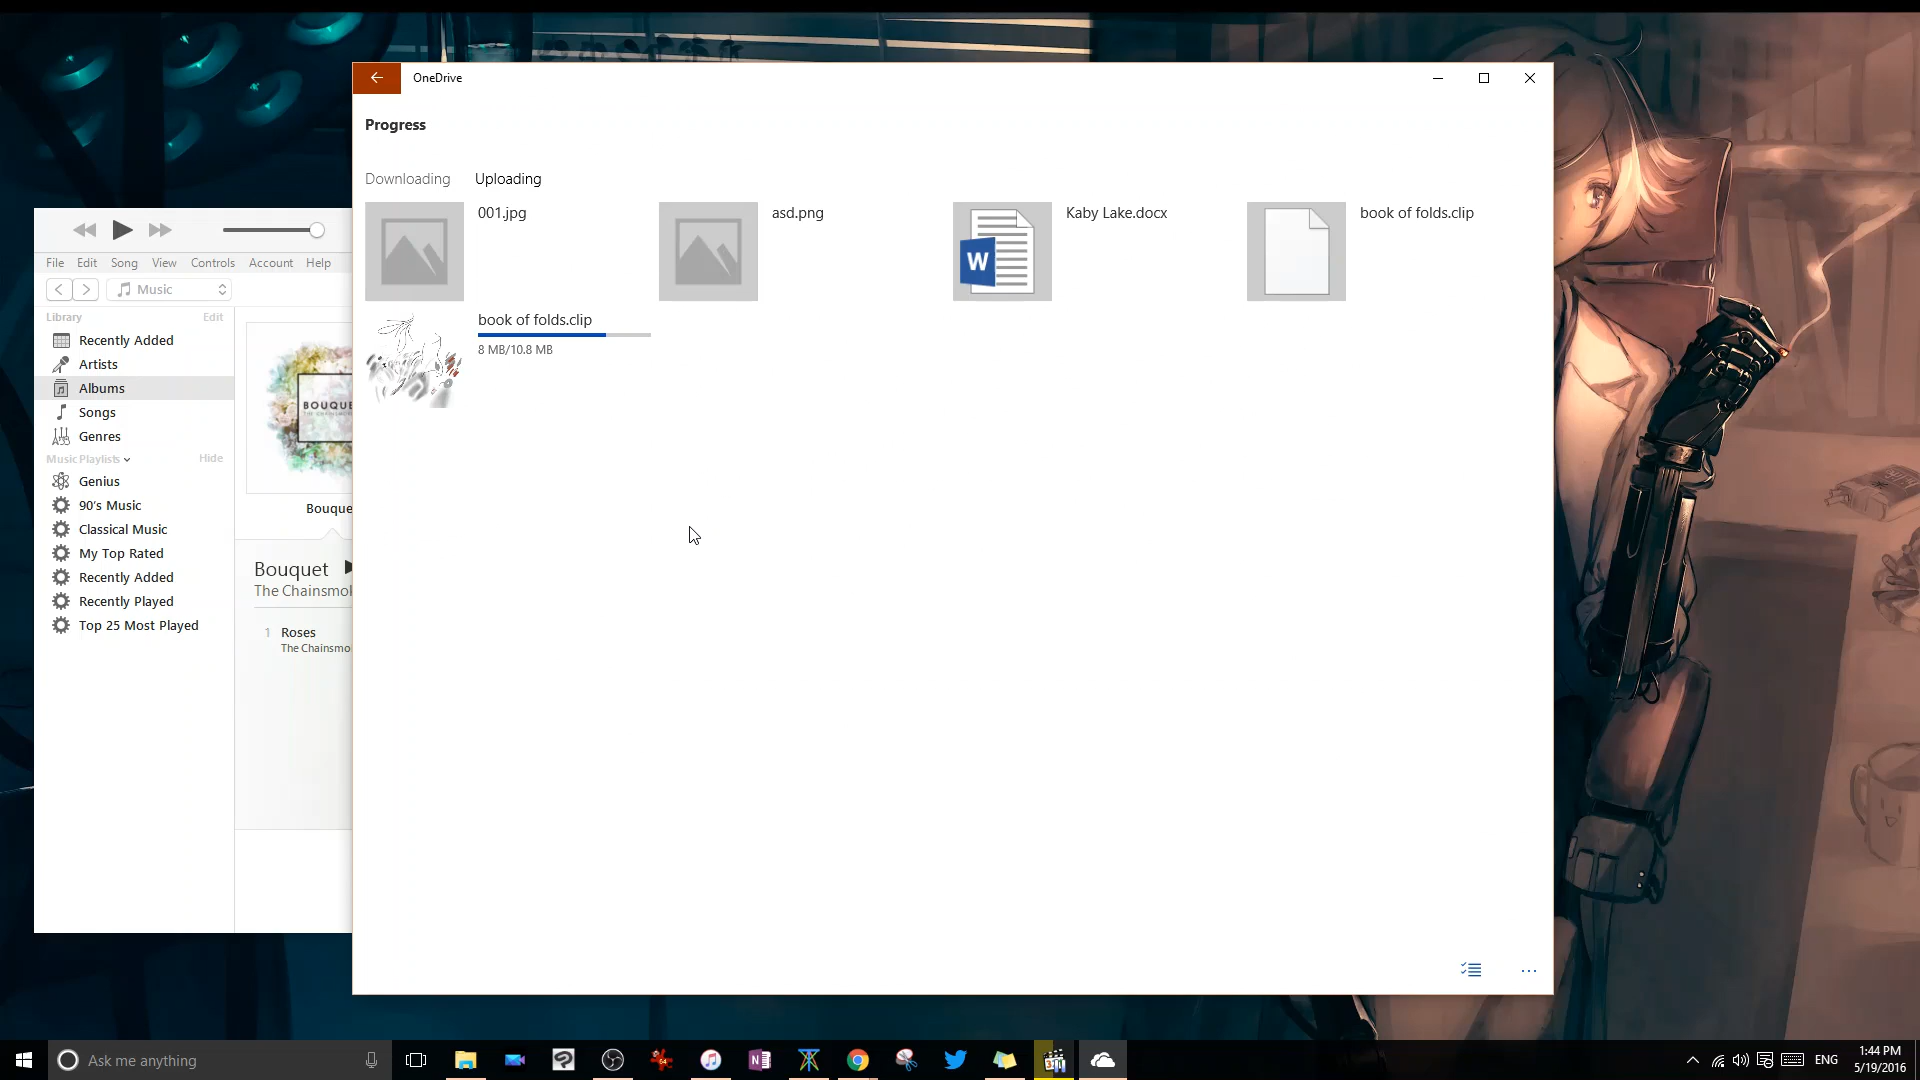 OneDrive
Progress
Downloading Uploading
001.jpg
asd.png
Kaby Lake.docx
book of folds.clip
book of folds.clip
8 MB/10.8 MB
W
File Edit Song View Controls Account Help
Music
Library Edit
Recently Added
Artists
Albums
Songs
Genres
Music Playlists Hide
Genius
90's Music
Classical Music
My Top Rated
Recently Added
Recently Played
Top 25 Most Played
BOUQUE
Bouque
Bouquet
The Chainsmok
1 Roses
The Chainsmo
Ask me anything
N
64
ENG
1:44 PM
5/19/2016